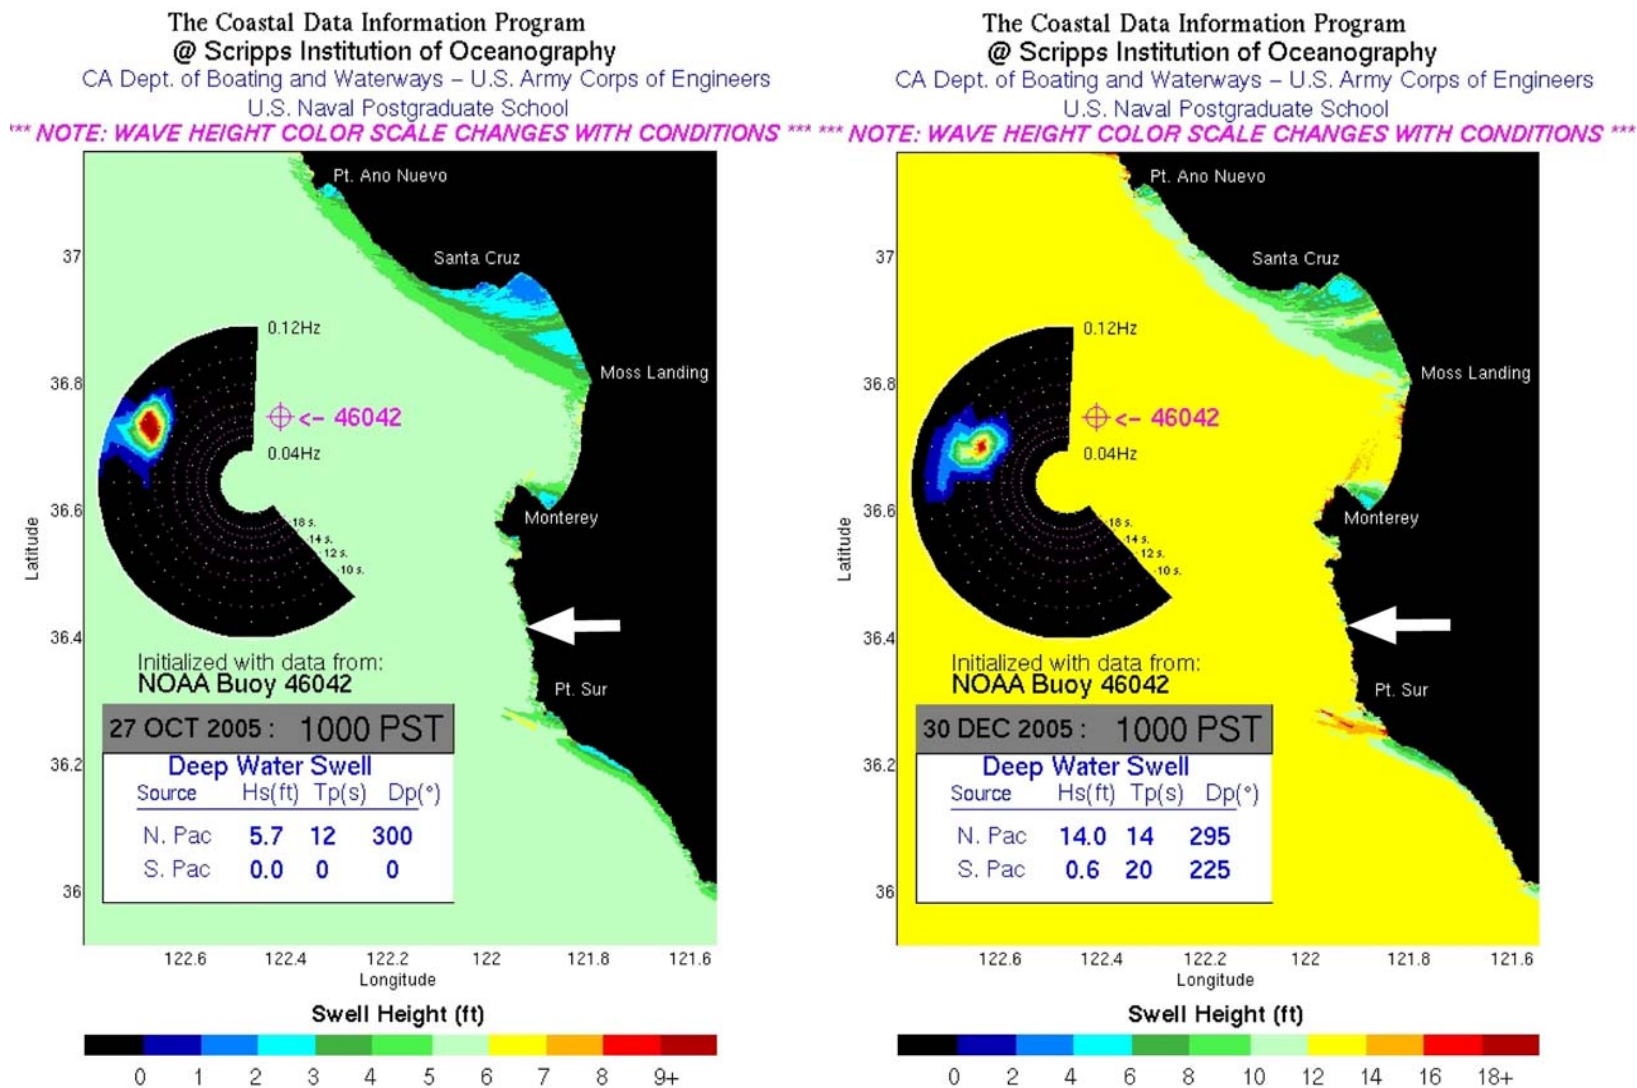 The Coastal Data Information Program
@ Scripps Institution of Oceanography
CA Dept. of Boating and Waterways – U.S. Army Corps of Engineers
U.S. Naval Postgraduate School
*** NOTE: WAVE HEIGHT COLOR SCALE CHANGES WITH CONDITIONS ***
Pt. Ano Nuevo
37
Santa Cruz
0.12Hz
Moss Landing
36.8
<– 46042
0.04Hz
36.6
Monterey
18 s.
14 s.
12 s.
10 s.
Latitude
36.4
Initialized with data from:
NOAA Buoy 46042
Pt. Sur
27 OCT 2005 : 1000 PST
36.2
Deep Water Swell
Source Hs(ft) Tp(s) Dp(°)
N. Pac 5.7 12 300
S. Pac 0.0 0 0
36
122.6 122.4 122.2 122 121.8 121.6
Longitude
Swell Height (ft)
0 1 2 3 4 5 6 7 8 9+
The Coastal Data Information Program
@ Scripps Institution of Oceanography
CA Dept. of Boating and Waterways – U.S. Army Corps of Engineers
U.S. Naval Postgraduate School
*** NOTE: WAVE HEIGHT COLOR SCALE CHANGES WITH CONDITIONS ***
Pt. Ano Nuevo
37
Santa Cruz
0.12Hz
Moss Landing
36.8
<– 46042
0.04Hz
36.6
Monterey
18 s.
14 s.
12 s.
10 s.
Latitude
36.4
Initialized with data from:
NOAA Buoy 46042
Pt. Sur
30 DEC 2005 : 1000 PST
36.2
Deep Water Swell
Source Hs(ft) Tp(s) Dp(°)
N. Pac 14.0 14 295
S. Pac 0.6 20 225
36
122.6 122.4 122.2 122 121.8 121.6
Longitude
Swell Height (ft)
0 2 4 6 8 10 12 14 16 18+